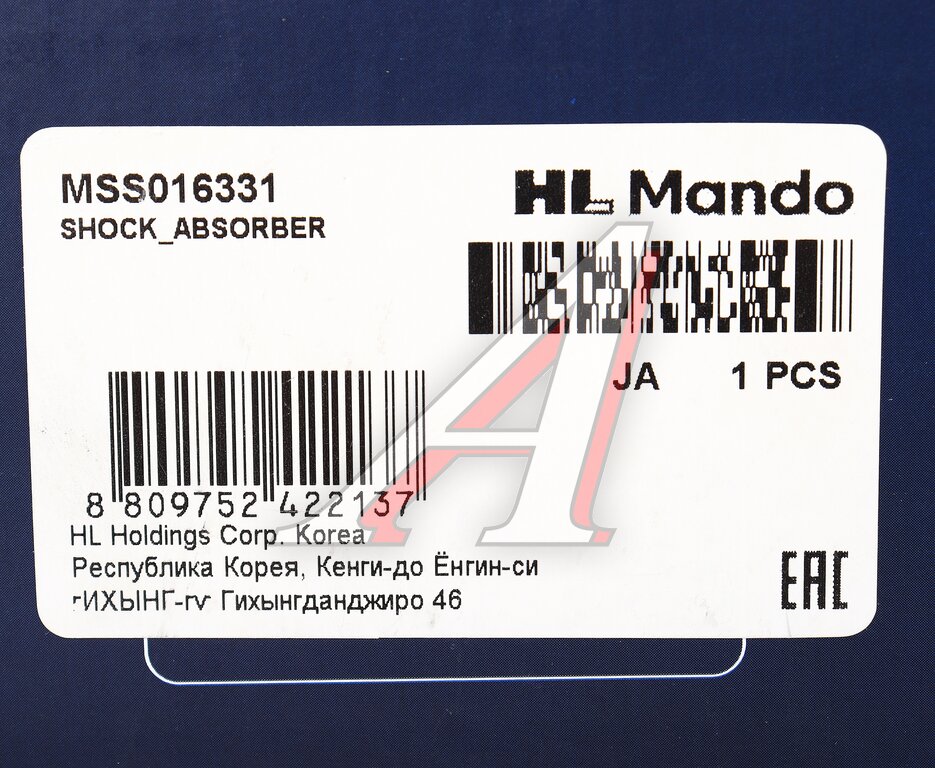 MSS016331
HL Mando
SHOCK_ABSORBER
JA 1 PCS
8 809752 422137
HL Holdings Corp. Korea
Республика Корея, Кенги-до Ёнгин-си
Гихынгданджиро 46
EAC